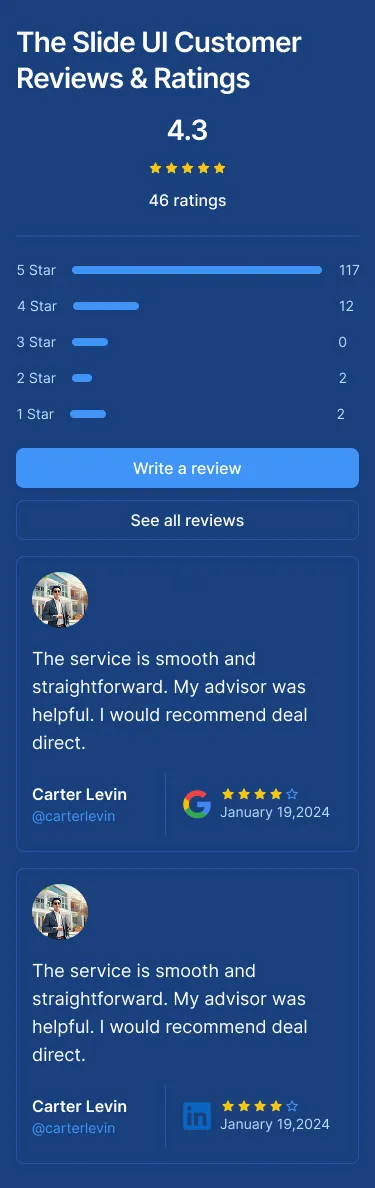 The Slide UI Customer
Reviews & Ratings
4.3
46 ratings
5 Star 117
4 Star 12
3 Star 0
2 Star 2
1 Star 2
Write a review
See all reviews
The service is smooth and
straightforward. My advisor was
helpful. I would recommend deal
direct.
Carter Levin
@carterlevin
January 19,2024
The service is smooth and
straightforward. My advisor was
helpful. I would recommend deal
direct.
Carter Levin
@carterlevin
in
January 19,2024